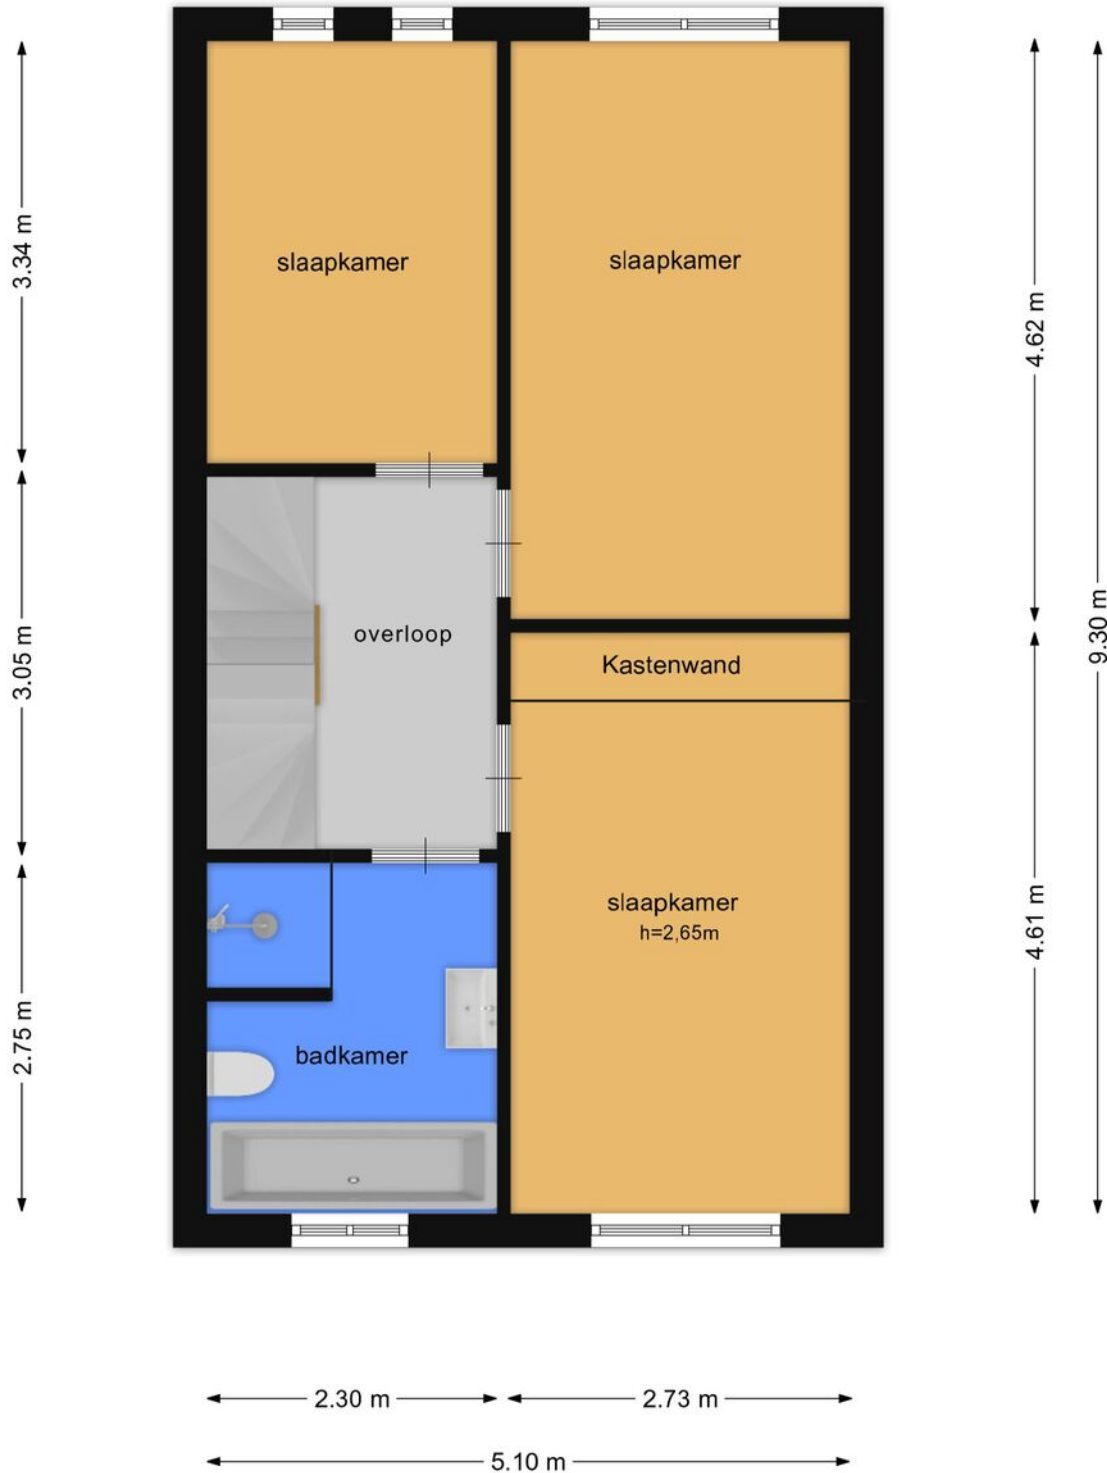 slaapkamer
slaapkamer
3.34 m
4.62 m
overloop
3.05 m
9.30 m
Kastenwand
slaapkamer
h=2,65m
4.61 m
badkamer
2.75 m
2.30 m
2.73 m
5.10 m